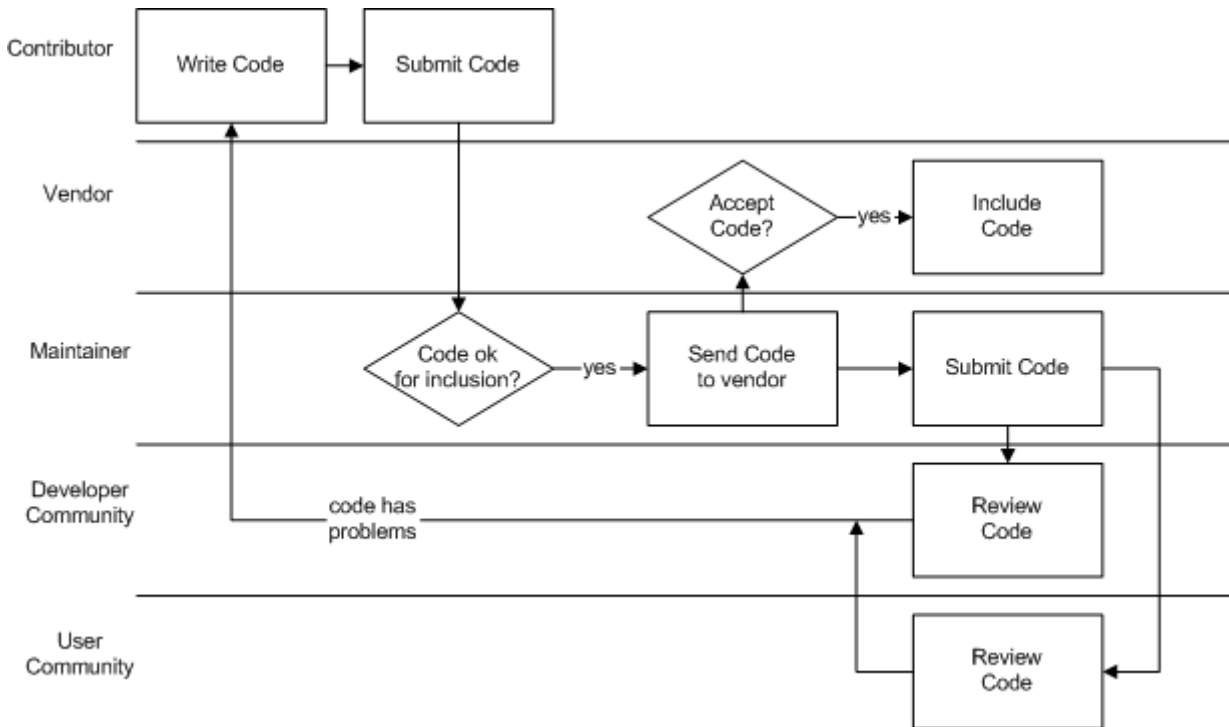 Contributor
Write Code
Submit Code
Vendor
Accept
Code?
yes
Include
Code
Maintainer
Code ok
for inclusion?
yes
Send Code
to vendor
Submit Code
Developer
Community
code has
problems
Review
Code
User
Community
Review
Code